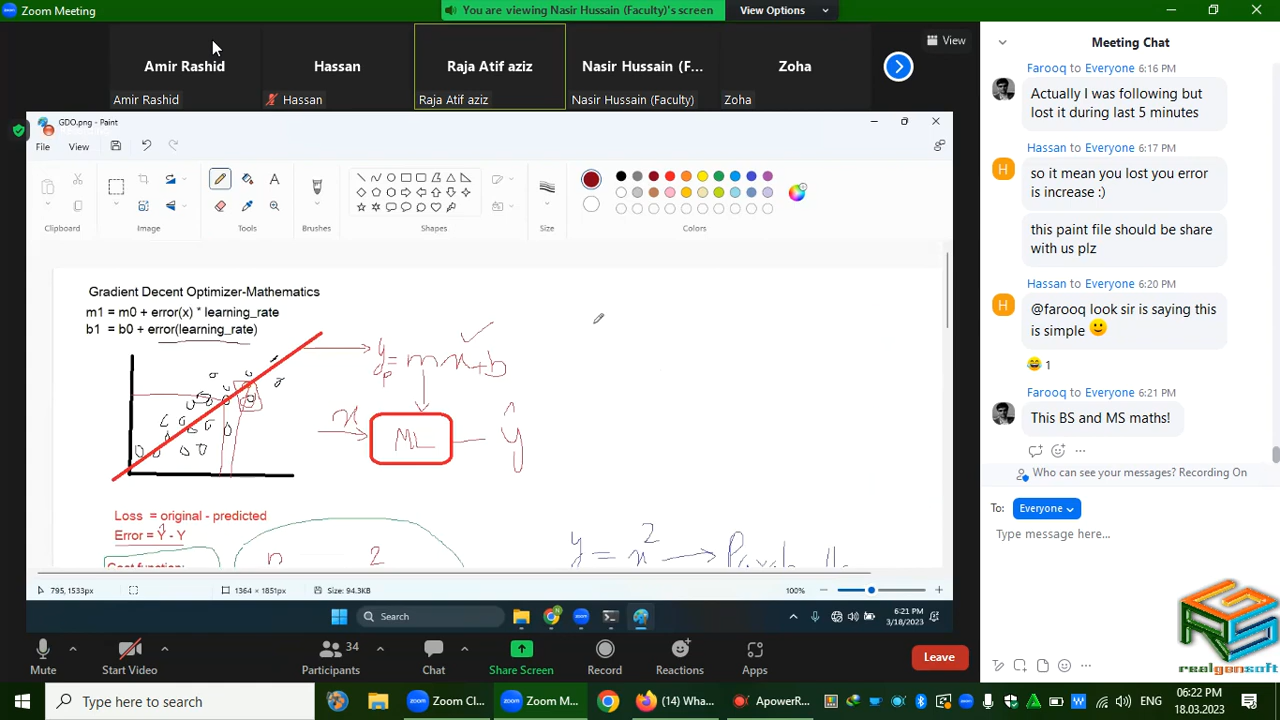 Zoom Meeting
You are viewing Nasir Hussain (Faculty)'s screen
View Options
Amir Rashid
Hassan
Raja Atif aziz
Nasir Hussain (F...
Zoha
View
Amir Rashid
Hassan
Raja Atif aziz
Nasir Hussain (Faculty)
Zoha
GDO.png - Paint
File
View
Clipboard
Image
Tools
Brushes
Shapes
Size
Colors
Gradient Decent Optimizer-Mathematics
m1 = m0 + error(x) * learning_rate
b1 = b0 + error(learning_rate)
yp = mx+b
x
ML
ŷ
Loss = original - predicted
Error = Y - Y
Cost function:
n
2
y = x2
795, 1533px
1364 × 1851px
Size: 94.3KB
100%
Search
6:21 PM
3/18/2023
Meeting Chat
Farooq to Everyone 6:16 PM
Actually I was following but
lost it during last 5 minutes
Hassan to Everyone 6:17 PM
H
so it mean you lost you error
is increase :)
this paint file should be share
with us plz
Hassan to Everyone 6:20 PM
H
@farooq look sir is saying this
is simple
1
Farooq to Everyone 6:21 PM
This BS and MS maths!
Who can see your messages? Recording On
To: Everyone
Type message here...
realgunsoft
Mute
Start Video
34
Participants
Chat
Share Screen
Record
Reactions
Apps
Leave
Type here to search
Zoom Cl...
Zoom M...
(14) Wha...
ApowerR...
ENG
06:22 PM
18.03.2023